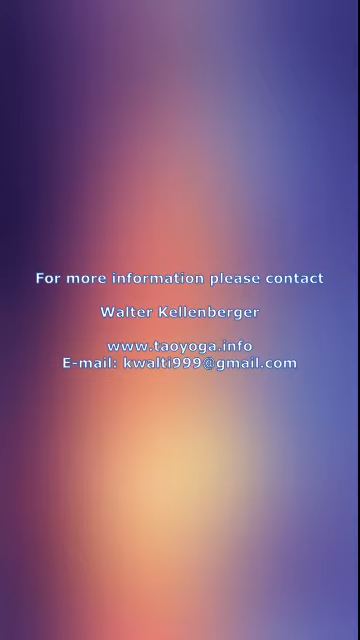 For more information please contact
Walter Kellenberger
www.taoyoga.info
E-mail: kwalti999@gmail.com